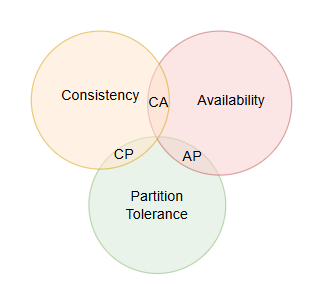 Consistency
CA
Availability
CP
AP
Partition
Tolerance